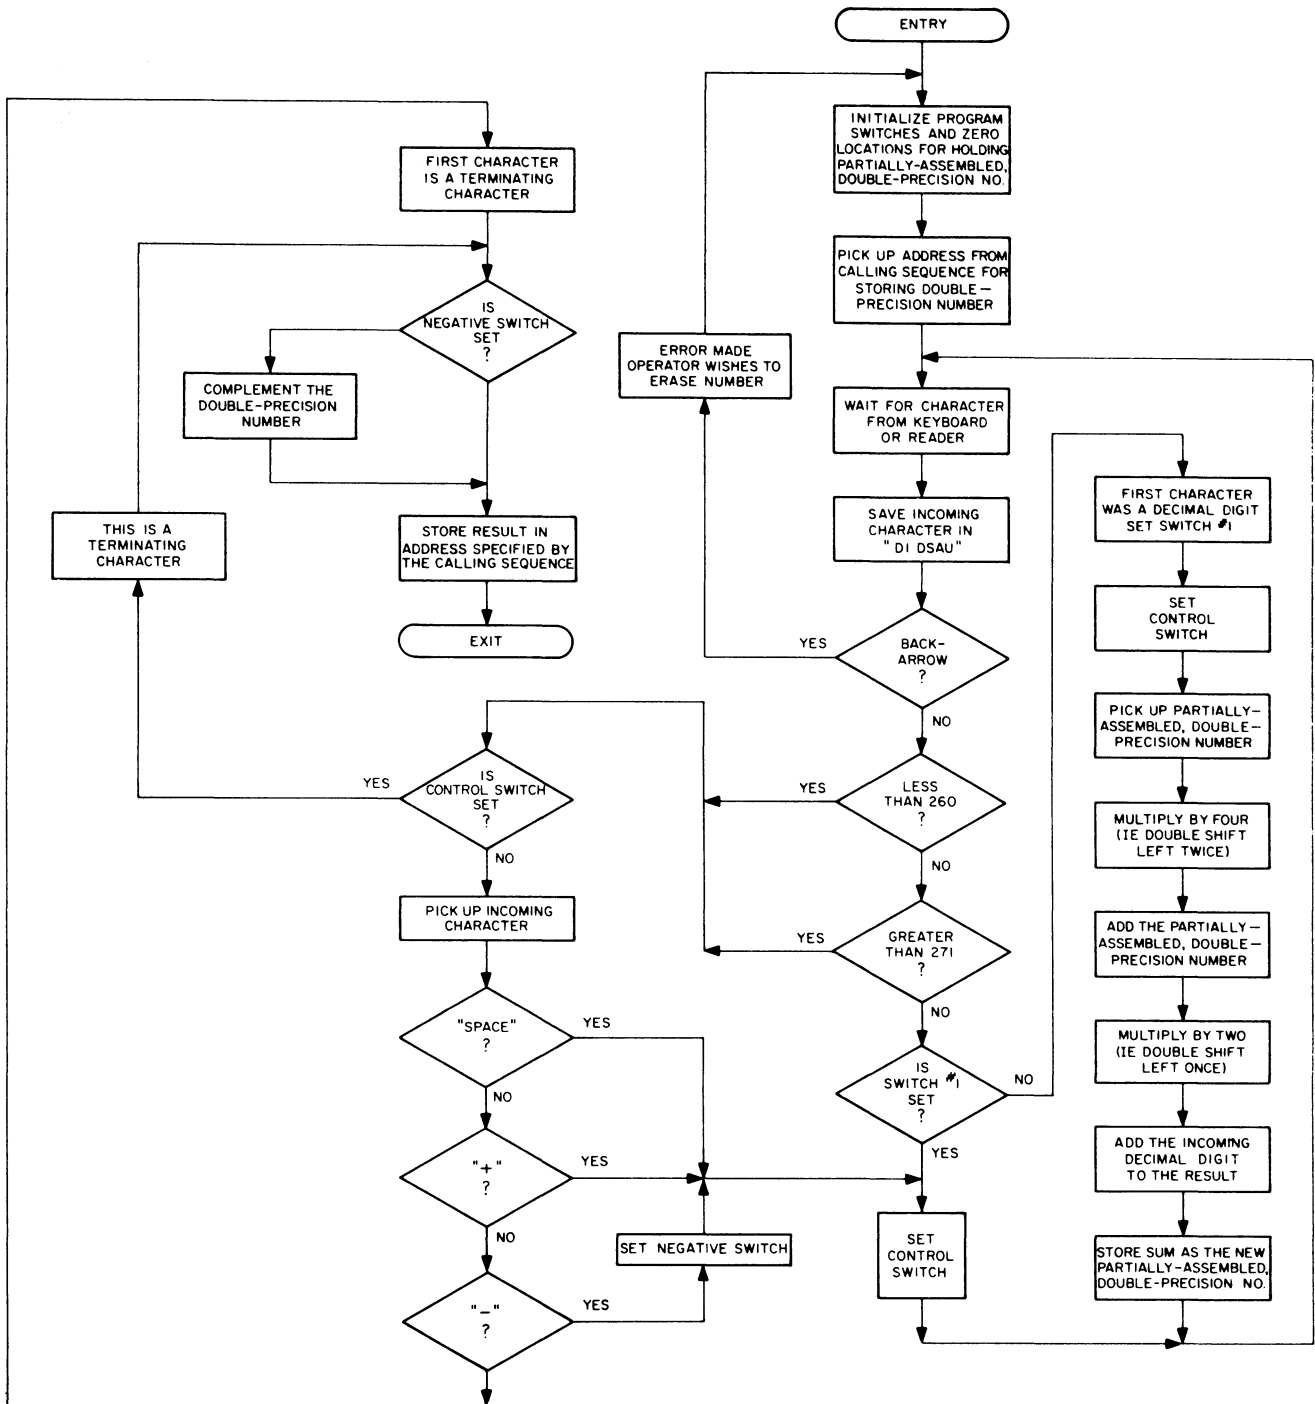 ENTRY
INITIALIZE PROGRAM
SWITCHES AND ZERO
LOCATIONS FOR HOLDING
PARTIALLY-ASSEMBLED,
DOUBLE-PRECISION NO.
PICK UP ADDRESS FROM
CALLING SEQUENCE FOR
STORING DOUBLE-
PRECISION NUMBER
ERROR MADE
OPERATOR WISHES TO
ERASE NUMBER
WAIT FOR CHARACTER
FROM KEYBOARD
OR READER
SAVE INCOMING
CHARACTER IN
"DI DSAU"
BACK-
ARROW
?
YES
NO
LESS
THAN 260
?
YES
NO
GREATER
THAN 271
?
YES
NO
IS
SWITCH #1
SET
?
NO
YES
SET
CONTROL
SWITCH
FIRST CHARACTER
WAS A DECIMAL DIGIT
SET SWITCH #1
SET
CONTROL
SWITCH
PICK UP PARTIALLY-
ASSEMBLED, DOUBLE-
PRECISION NUMBER
MULTIPLY BY FOUR
(IE DOUBLE SHIFT
LEFT TWICE)
ADD THE PARTIALLY-
ASSEMBLED, DOUBLE-
PRECISION NUMBER
MULTIPLY BY TWO
(IE DOUBLE SHIFT
LEFT ONCE)
ADD THE INCOMING
DECIMAL DIGIT
TO THE RESULT
STORE SUM AS THE NEW
PARTIALLY-ASSEMBLED,
DOUBLE-PRECISION NO.
FIRST CHARACTER
IS A TERMINATING
CHARACTER
IS
NEGATIVE SWITCH
SET
?
COMPLEMENT THE
DOUBLE-PRECISION
NUMBER
THIS IS A
TERMINATING
CHARACTER
STORE RESULT IN
ADDRESS SPECIFIED BY
THE CALLING SEQUENCE
EXIT
IS
CONTROL SWITCH
SET
?
YES
NO
PICK UP INCOMING
CHARACTER
"SPACE"
?
YES
NO
"+"
?
YES
NO
SET NEGATIVE SWITCH
"-"
?
YES